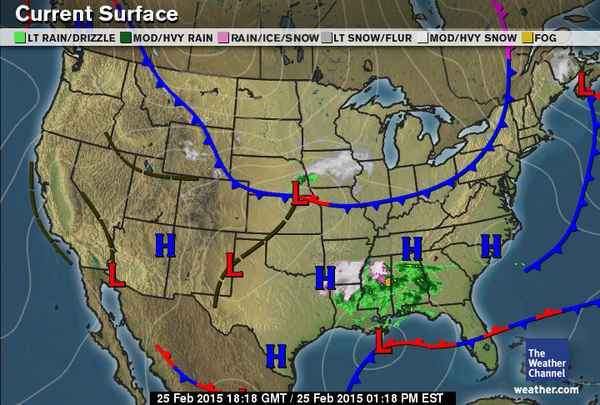 Current Surface
LT RAIN/DRIZZLE MOD/HVY RAIN RAIN/ICE/SNOW LT SNOW/FLUR MOD/HVY SNOW FOG
L
L
H H H
L
L H
L
H
The
Weather
Channel
weather.com
25 Feb 2015 18:18 GMT / 25 Feb 2015 01:18 PM EST